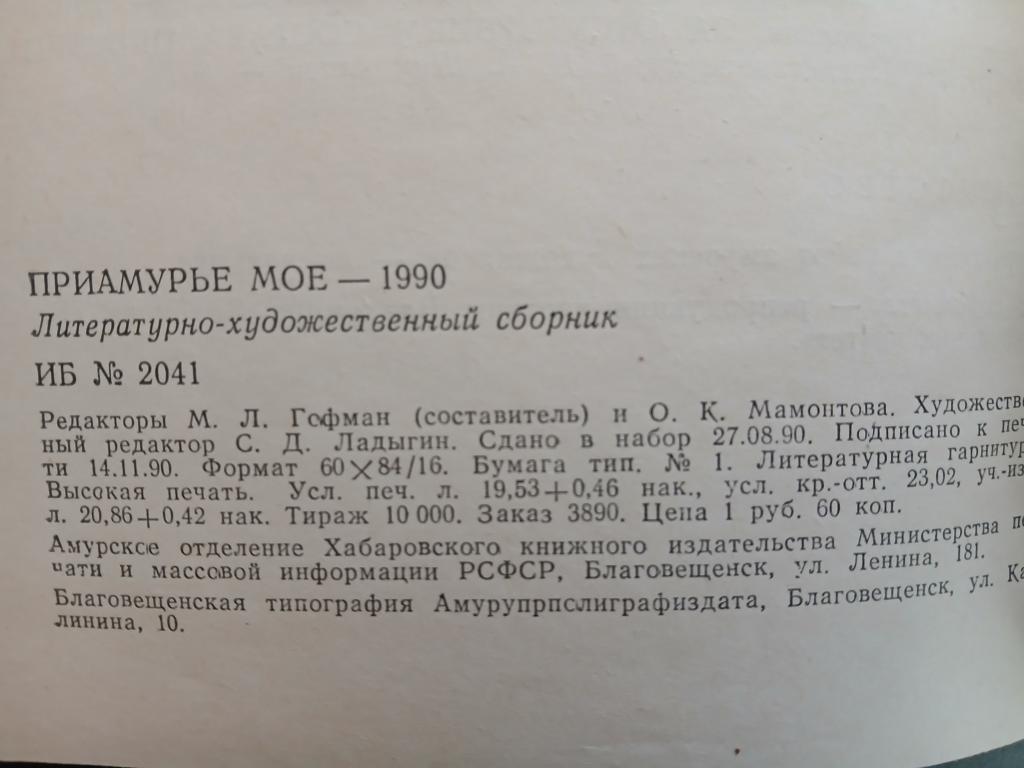 ПРИАМУРЬЕ МОЕ — 1990
Литературно-художественный сборник
ИБ № 2041
Редакторы М. Л. Гофман (составитель) и О. К. Мамонтова. Художестве
ный редактор С. Д. Ладыгин. Сдано в набор 27.08.90. Подписано к печ
ти 14.11.90. Формат 60×84/16. Бумага тип. № 1. Литературная гарнитур
Высокая печать. Усл. печ. л. 19,53+0,46 нак., усл. кр.-отт. 23,02, уч.-из
л. 20,86+0,42 нак. Тираж 10 000. Заказ 3890. Цена 1 руб. 60 коп.
Амурское отделение Хабаровского книжного издательства Министерства пе
чати и массовой информации РСФСР, Благовещенск, ул. Ленина, 181.
Благовещенская типография Амурупрполиграфиздата, Благовещенск, ул. Ка
линина, 10.